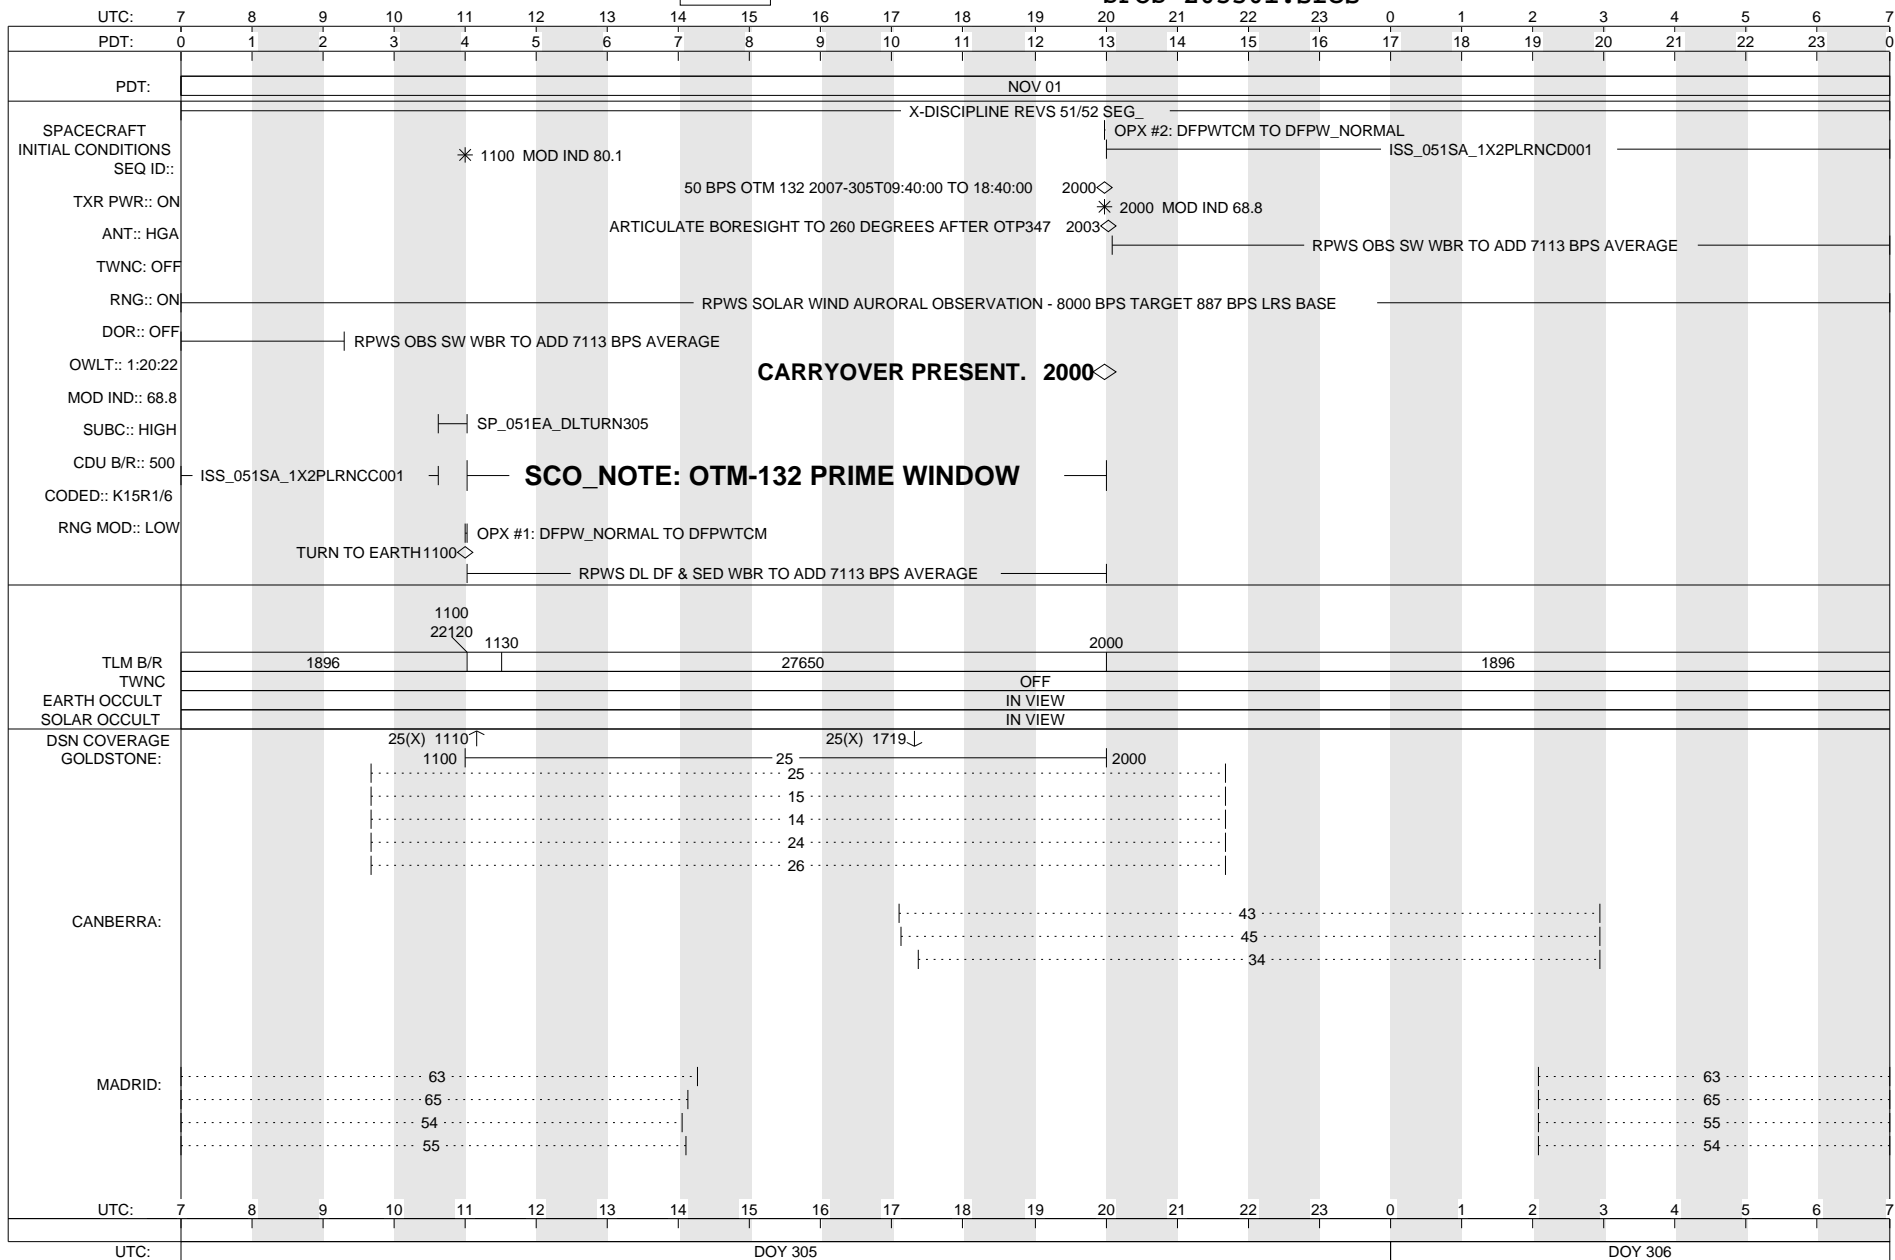 UTC: 7 8 9 10 11 12 13 14 15 16 17 18 19 20 21 22 23 0 1 2 3 4 5 6 7
PDT: 0 1 2 3 4 5 6 7 8 9 10 11 12 13 14 15 16 17 18 19 20 21 22 23 0
PDT: NOV 01
X-DISCIPLINE REVS 51/52 SEG_
SPACECRAFT
INITIAL CONDITIONS
SEQ ID::
OPX #2: DFPWTCM TO DFPW_NORMAL
ISS_051SA_1X2PLRNCD001
1100 MOD IND 80.1
50 BPS OTM 132 2007-305T09:40:00 TO 18:40:00 2000
TXR PWR:: ON
2000 MOD IND 68.8
ARTICULATE BORESIGHT TO 260 DEGREES AFTER OTP347 2003
ANT:: HGA
RPWS OBS SW WBR TO ADD 7113 BPS AVERAGE
TWNC: OFF
RNG:: ON
RPWS SOLAR WIND AURORAL OBSERVATION - 8000 BPS TARGET 887 BPS LRS BASE
DOR:: OFF
RPWS OBS SW WBR TO ADD 7113 BPS AVERAGE
OWLT:: 1:20:22
CARRYOVER PRESENT. 2000
MOD IND:: 68.8
SP_051EA_DLTURN305
SUBC:: HIGH
CDU B/R:: 500
ISS_051SA_1X2PLRNCC001
SCO_NOTE: OTM-132 PRIME WINDOW
CODED:: K15R1/6
RNG MOD:: LOW
OPX #1: DFPW_NORMAL TO DFPWTCM
TURN TO EARTH 1100
RPWS DL DF & SED WBR TO ADD 7113 BPS AVERAGE
1100
22120
1130 2000
TLM B/R 1896 27650 1896
TWNC OFF
EARTH OCCULT IN VIEW
SOLAR OCCULT IN VIEW
DSN COVERAGE 25(X) 1110 25(X) 1719
GOLDSTONE: 1100 25 2000
25
15
14
24
26
CANBERRA: 43
45
34
MADRID: 63 63
65 65
54 55
55 54
UTC: 7 8 9 10 11 12 13 14 15 16 17 18 19 20 21 22 23 0 1 2 3 4 5 6 7
UTC: DOY 305 DOY 306